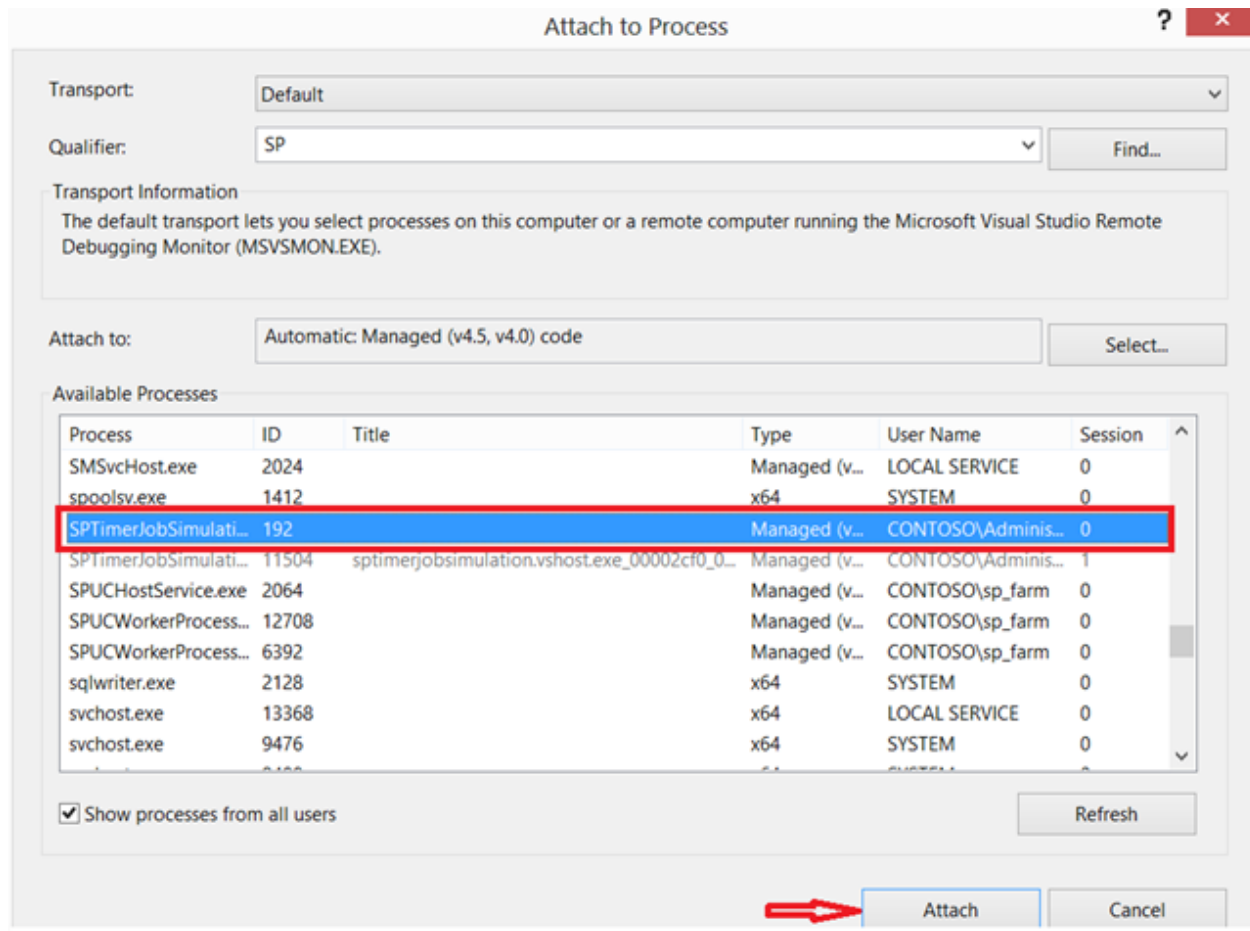 Attach to Process ?
Transport: Default
Qualifier: SP Find...
Transport Information
The default transport lets you select processes on this computer or a remote computer running the Microsoft Visual Studio Remote
Debugging Monitor (MSVSMON.EXE).
Attach to: Automatic: Managed (v4.5, v4.0) code Select...
Available Processes
Process ID Title Type User Name Session
SMSvcHost.exe 2024 Managed (v... LOCAL SERVICE 0
spoolsv.exe 1412 x64 SYSTEM 0
SPTimerJobSimulati... 192 Managed (v... CONTOSO\Adminis... 0
SPTimerJobSimulati... 11504 sptimerjobsimulation.vshost.exe_00002cf0_0... Managed (v... CONTOSO\Adminis... 1
SPUCHostService.exe 2064 Managed (v... CONTOSO\sp_farm 0
SPUCWorkerProcess... 12708 Managed (v... CONTOSO\sp_farm 0
SPUCWorkerProcess... 6392 Managed (v... CONTOSO\sp_farm 0
sqlwriter.exe 2128 x64 SYSTEM 0
svchost.exe 13368 x64 LOCAL SERVICE 0
svchost.exe 9476 x64 SYSTEM 0
Show processes from all users Refresh
Attach Cancel